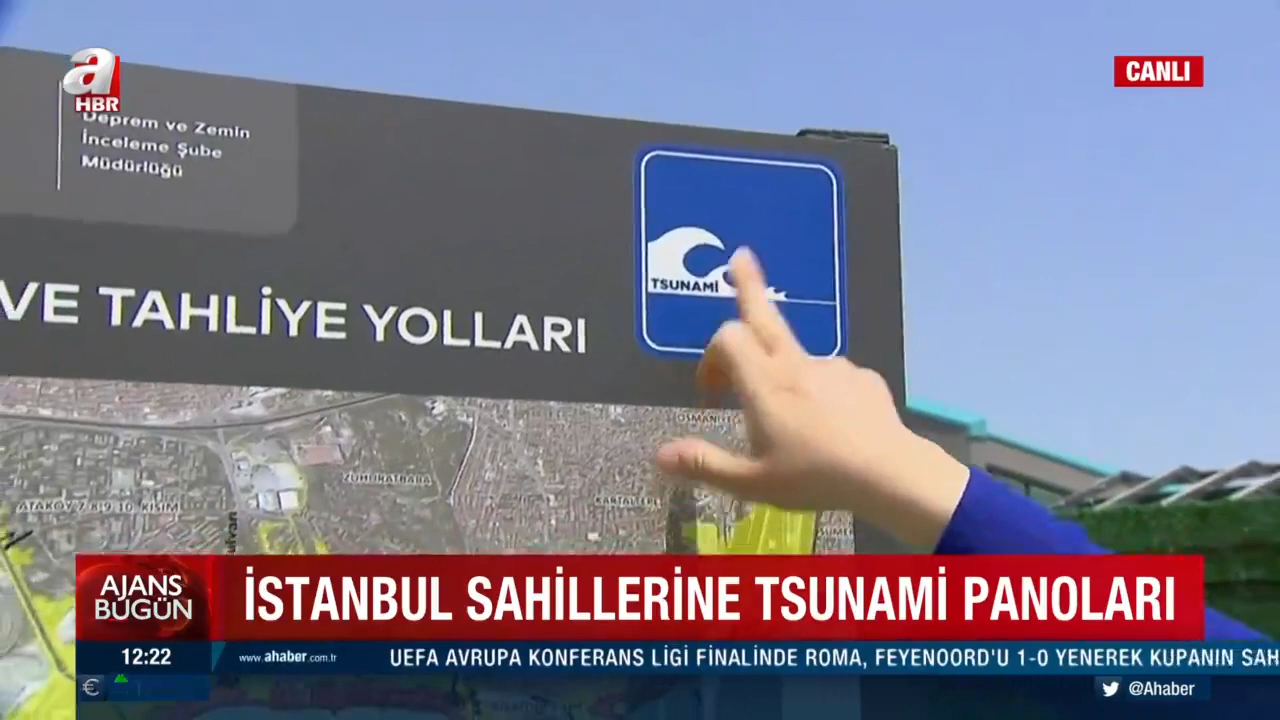 a
HBR
CANLI
Deprem ve Zemin
İnceleme Şube
Müdürlüğü
TSUNAMİ
VE TAHLİYE YOLLARI
ZÜHURATBABA
ATAKÖY 7-8-9-10. KISIM
KARTALTEPE
AJANS
BUGÜN
İSTANBUL SAHİLLERİNE TSUNAMİ PANOLARI
12:22
www.ahaber.com.tr
UEFA AVRUPA KONFERANS LİGİ FİNALİNDE ROMA, FEYENOORD'U 1-0 YENEREK KUPANIN SAH
€
@Ahaber